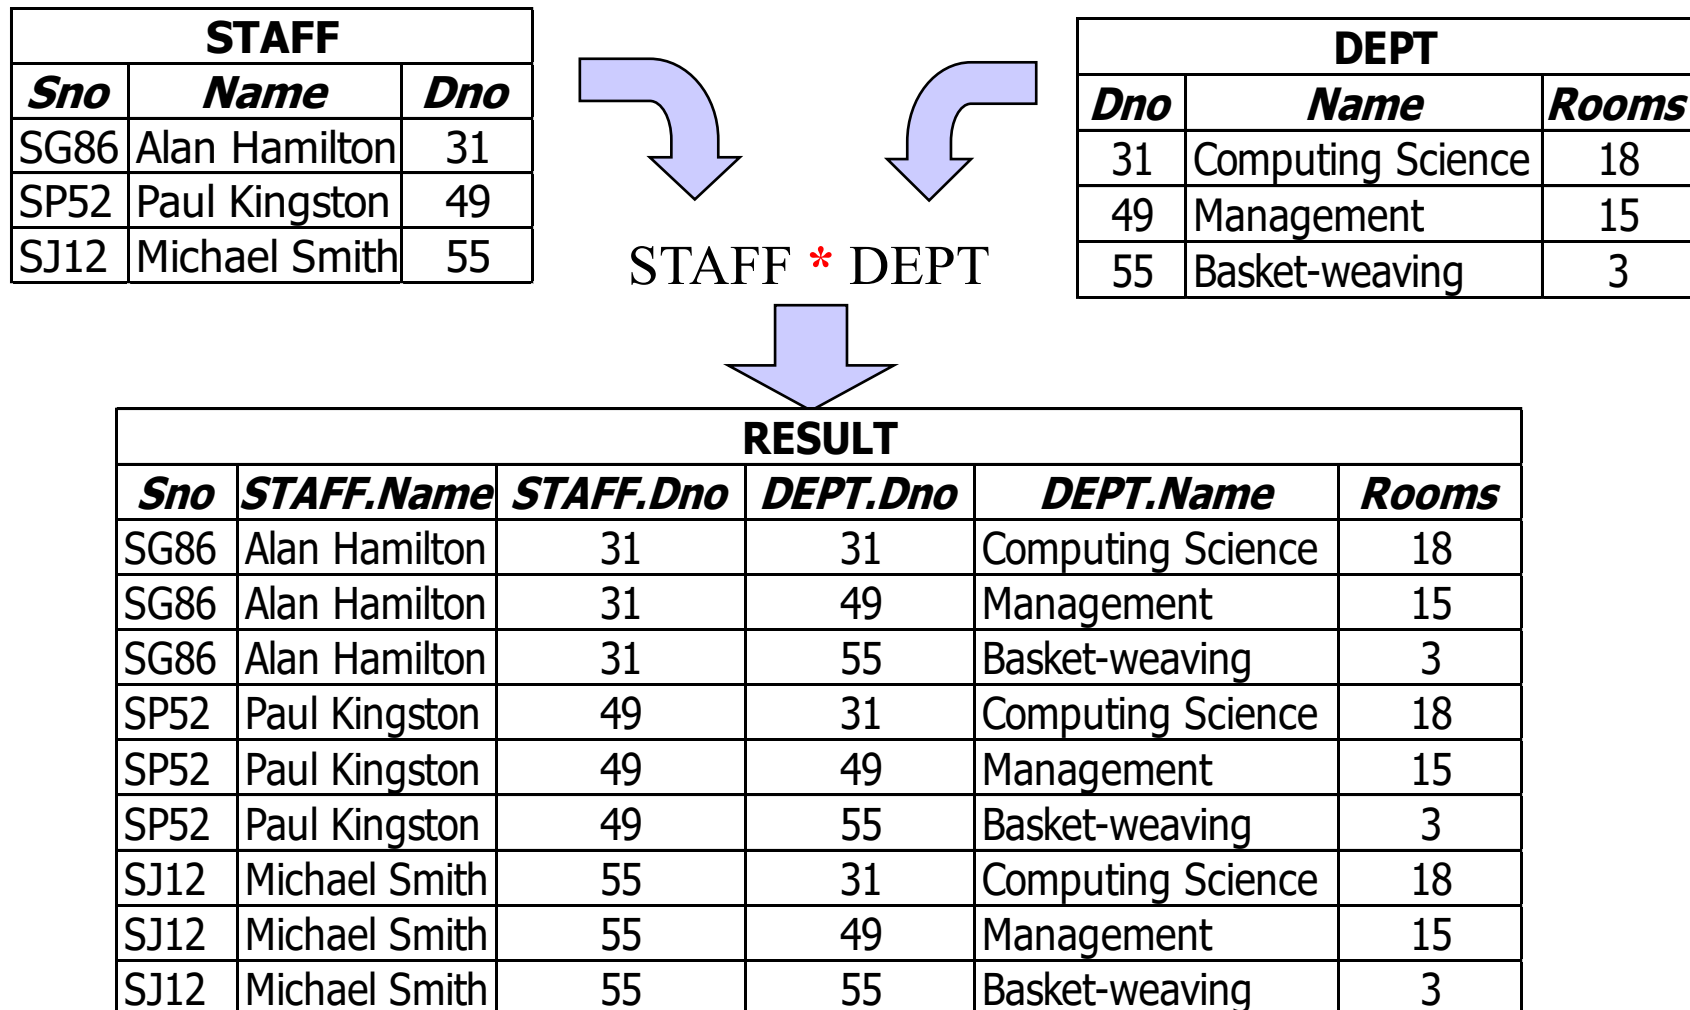 STAFF
Sno Name Dno
SG86 Alan Hamilton 31
SP52 Paul Kingston 49
SJ12 Michael Smith 55
DEPT
Dno Name Rooms
31 Computing Science 18
49 Management 15
55 Basket-weaving 3
STAFF * DEPT
RESULT
Sno STAFF.Name STAFF.Dno DEPT.Dno DEPT.Name Rooms
SG86 Alan Hamilton 31 31 Computing Science 18
SG86 Alan Hamilton 31 49 Management 15
SG86 Alan Hamilton 31 55 Basket-weaving 3
SP52 Paul Kingston 49 31 Computing Science 18
SP52 Paul Kingston 49 49 Management 15
SP52 Paul Kingston 49 55 Basket-weaving 3
SJ12 Michael Smith 55 31 Computing Science 18
SJ12 Michael Smith 55 49 Management 15
SJ12 Michael Smith 55 55 Basket-weaving 3